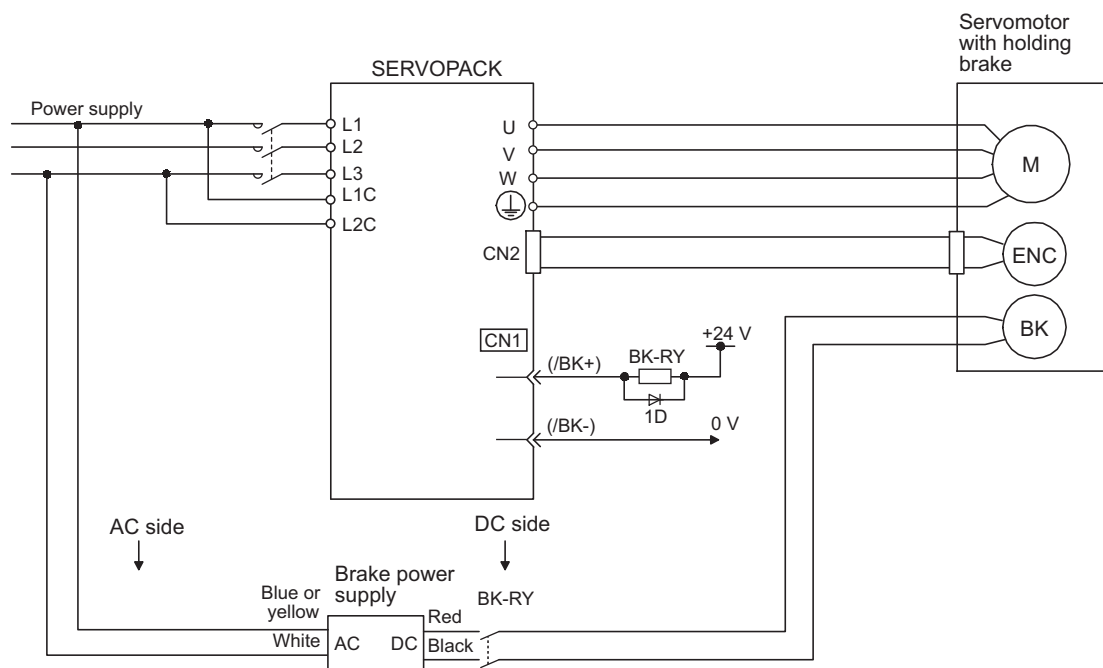 Servomotor
with holding
brake
SERVOPACK
Power supply
L1
L2
L3
L1C
L2C
U
V
W
M
CN2
ENC
CN1
BK
+24 V
(/BK+)
BK-RY
1D
(/BK-)
0 V
AC side
DC side
Brake power
supply
BK-RY
Blue or
yellow
White
AC
DC
Red
Black